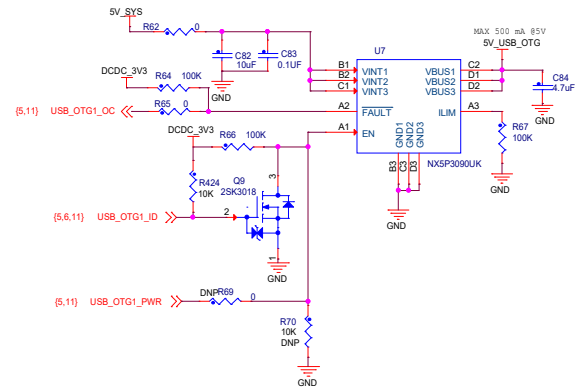 5V_SYS
R62 0
MAX 500 mA @5V
5V_USB_OTG
C82
10uF
C83
0.1UF
U7
B1
B2
C1
VINT1
VINT2
VINT3
VBUS1
VBUS2
VBUS3
C2
D1
D2
C84
4.7uF
GND
DCDC_3V3
R64 100K
GND
{5,11} USB_OTG1_OC
R65 0
A2
FAULT
ILIM
A3
A1
EN
GND1
GND2
GND3
B3
C3
D3
NX5P3090UK
R67
100K
GND
GND
DCDC_3V3
R66 100K
R424
10K
Q9
2SK3018
3
{5,6,11} USB_OTG1_ID
2
1
GND
{5,11} USB_OTG1_PWR
DNP R69 0
R70
10K
DNP
GND